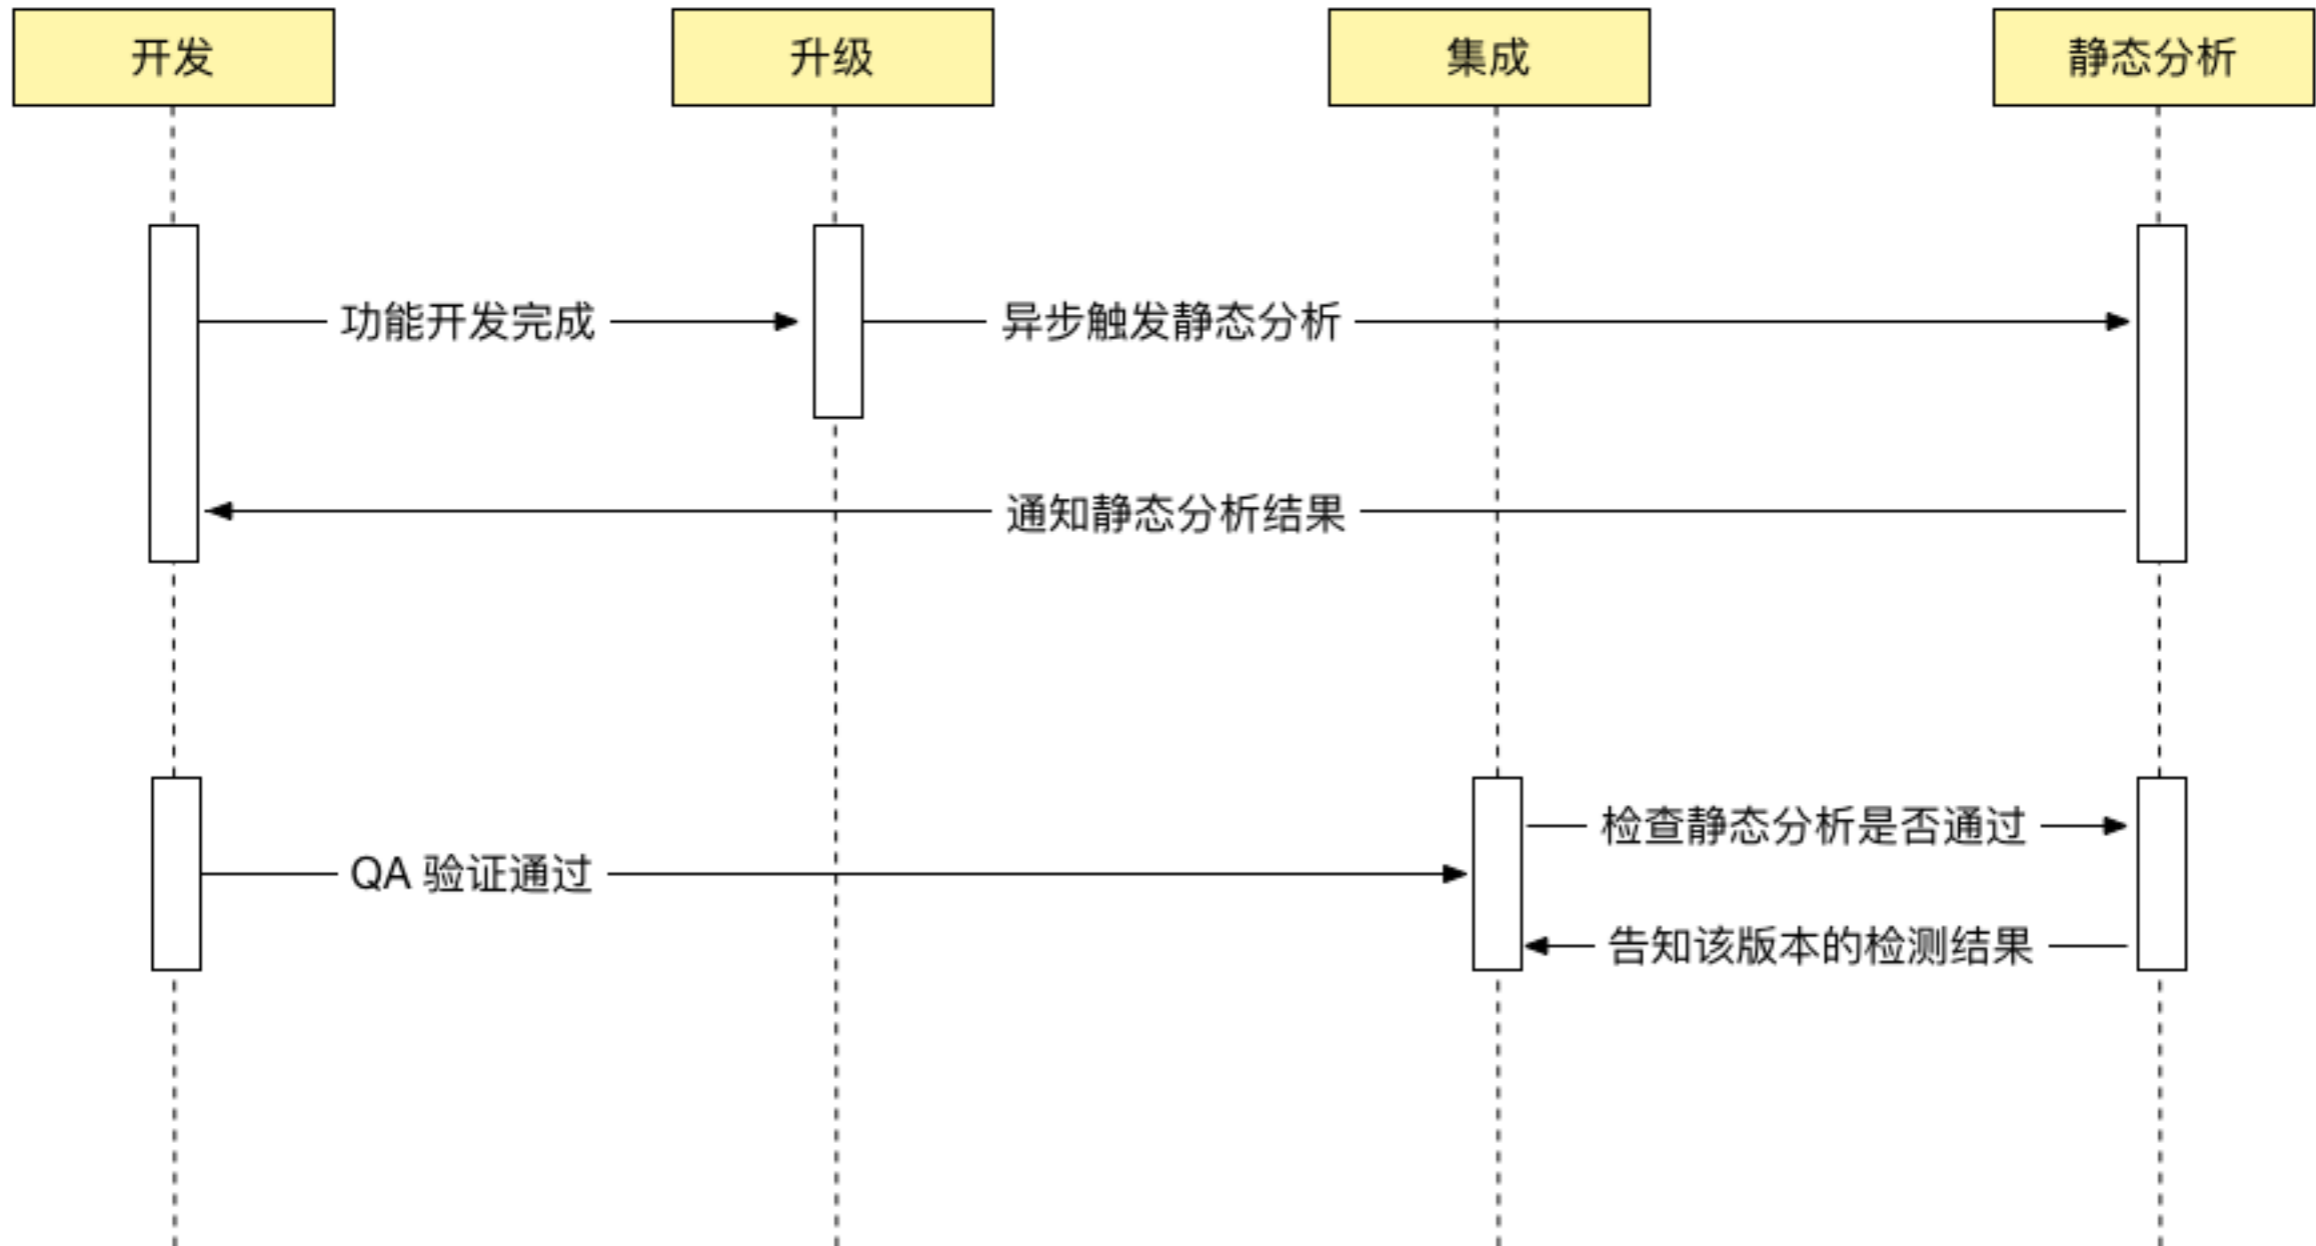 开发
升级
集成
静态分析
功能开发完成
异步触发静态分析
通知静态分析结果
检查静态分析是否通过
QA 验证通过
告知该版本的检测结果